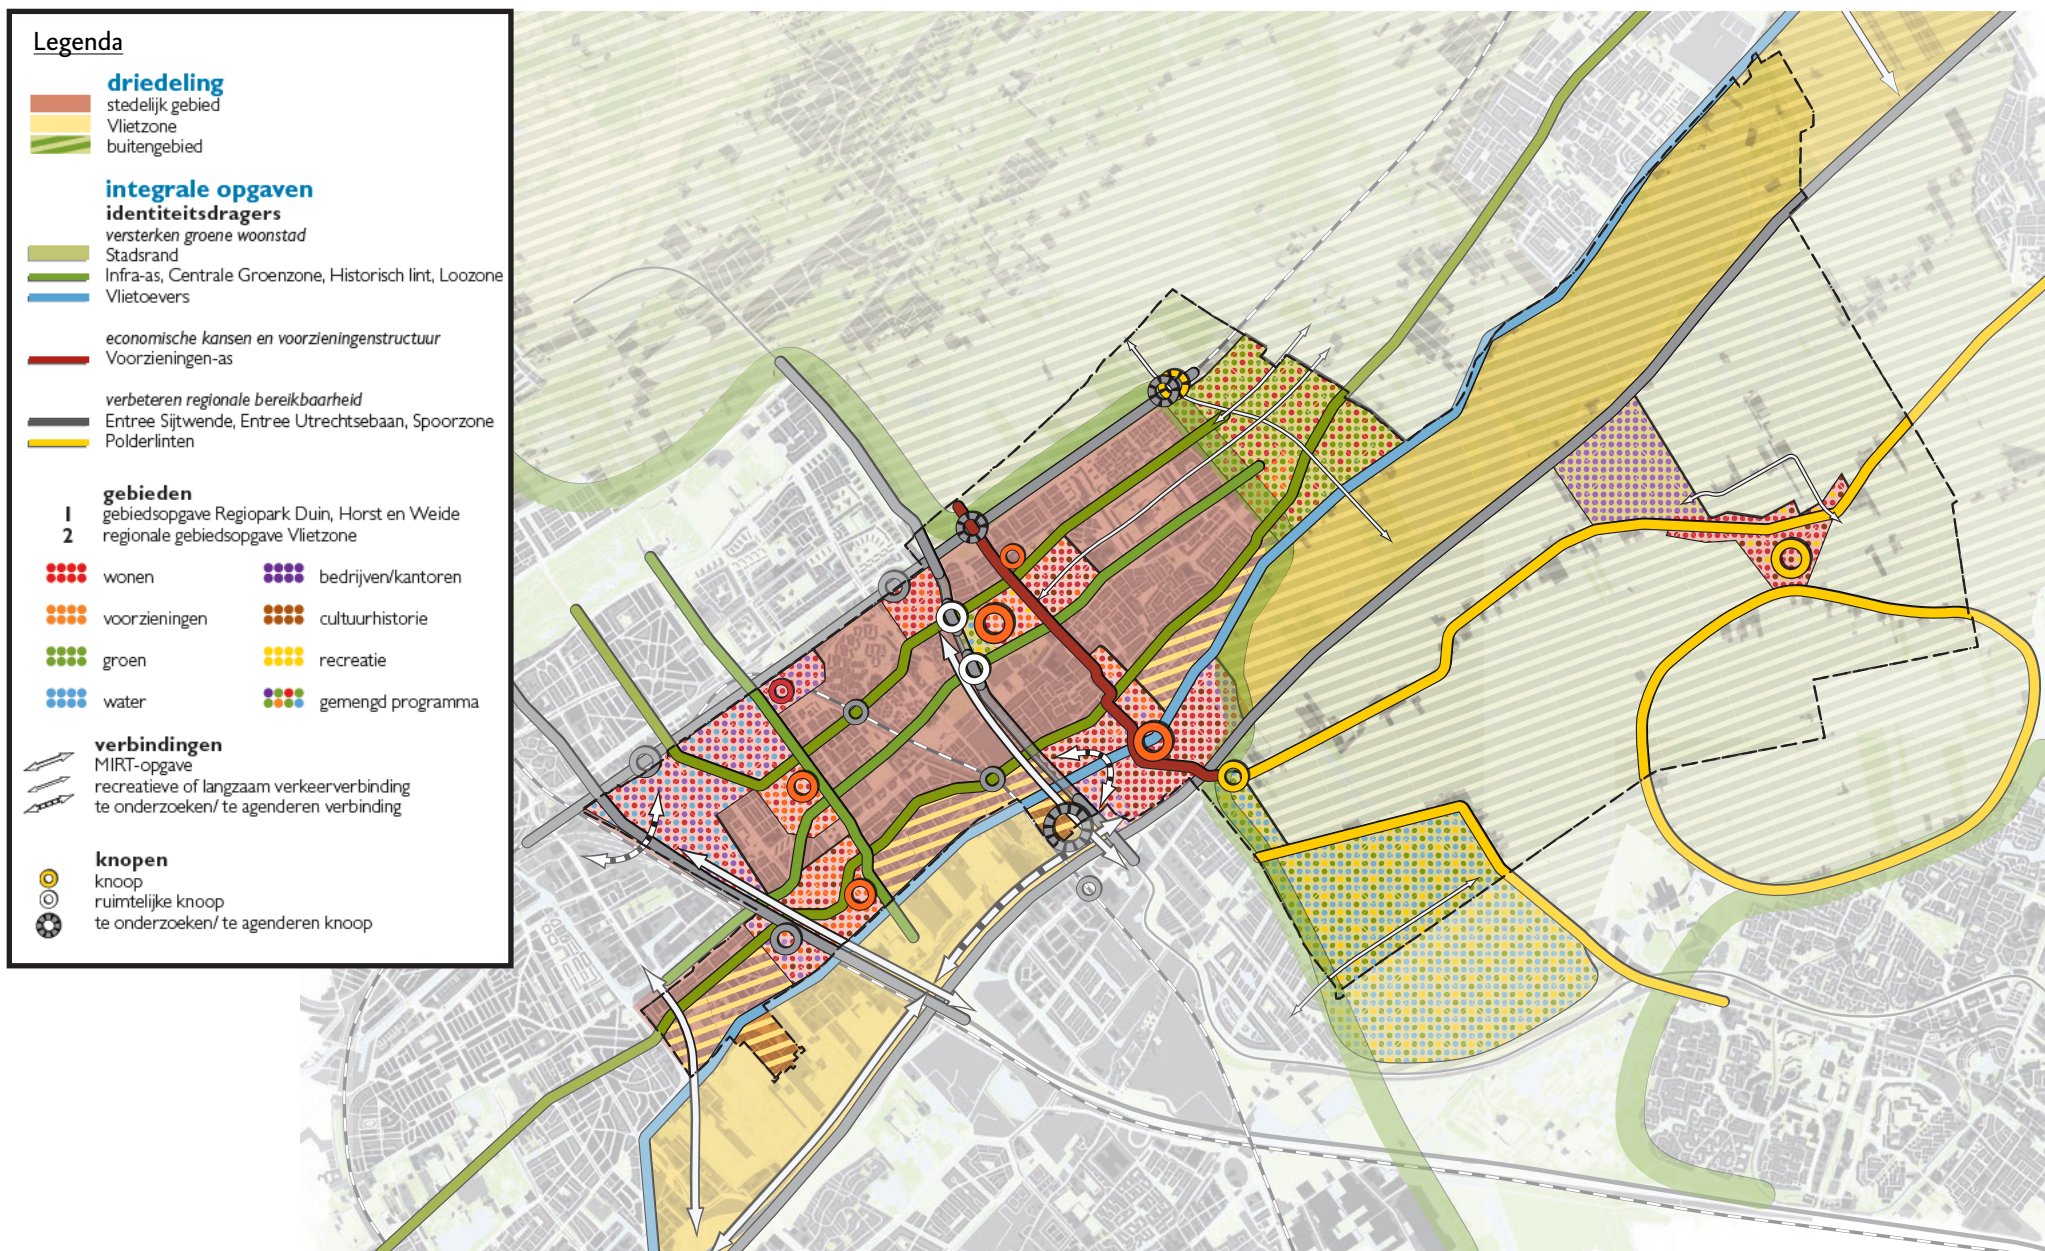 Legenda
driedeling
stedelijk gebied
Vlietzone
buitengebied
integrale opgaven
identiteitsdragers
versterken groene woonstad
Stadsrand
Infra-as, Centrale Groenzone, Historisch lint, Loozone
Vlietoevers
economische kansen en voorzieningenstructuur
Voorzieningen-as
verbeteren regionale bereikbaarheid
Entree Sijtwende, Entree Utrechtsebaan, Spoorzone
Polderlinten
gebieden
1 gebiedsopgave Regiopark Duin, Horst en Weide
2 regionale gebiedsopgave Vlietzone
wonen bedrijven/kantoren
voorzieningen cultuurhistorie
groen recreatie
water gemengd programma
verbindingen
MIRT-opgave
recreatieve of langzaam verkeerverbinding
te onderzoeken/ te agenderen verbinding
knopen
knoop
ruimtelijke knoop
te onderzoeken/ te agenderen knoop